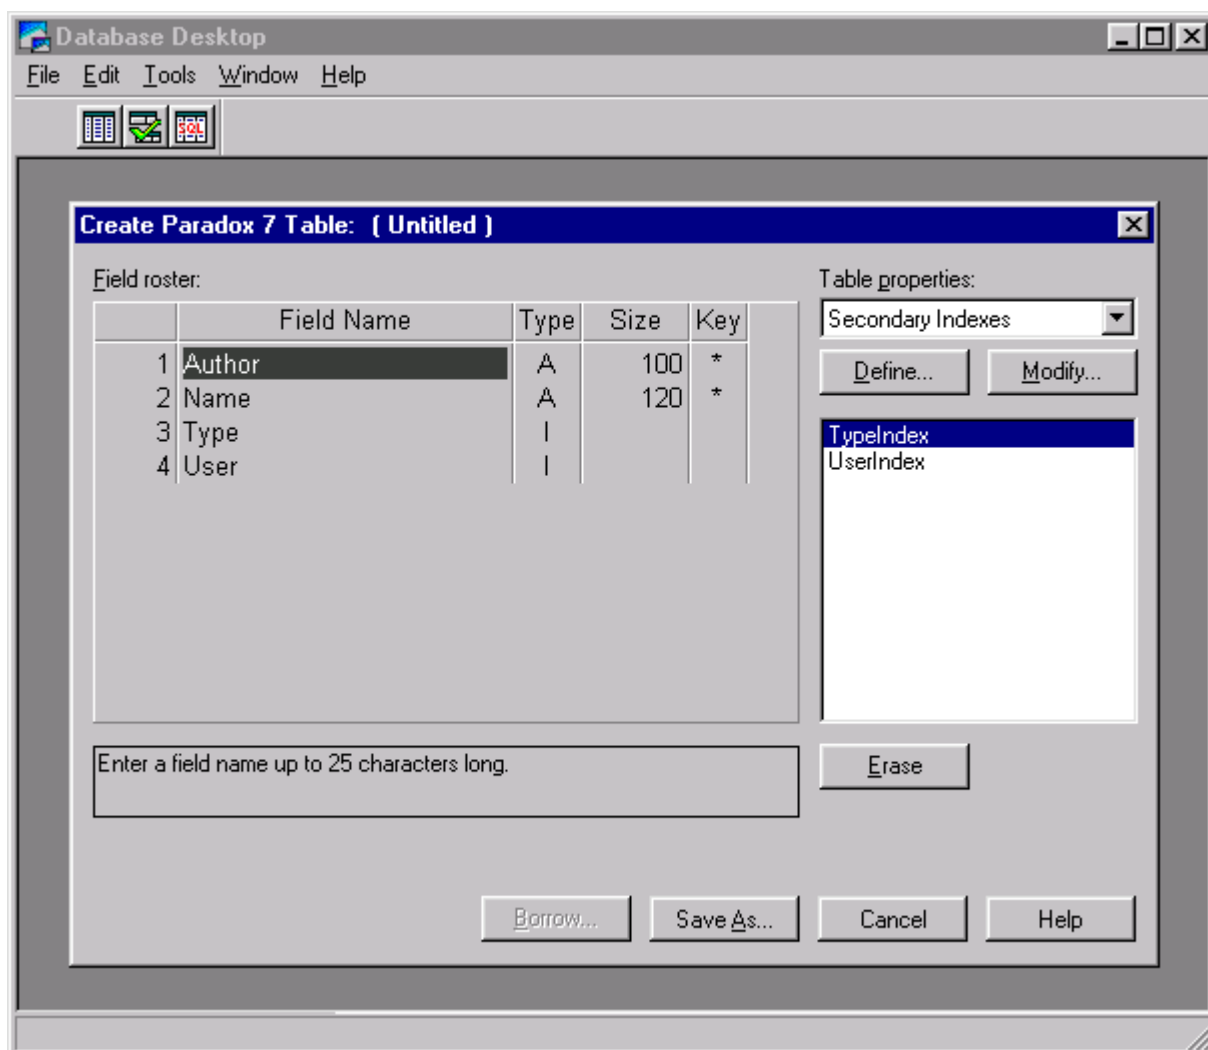 Database Desktop
File Edit Tools Window Help
SQL
Create Paradox 7 Table: ( Untitled )
Field roster:
Field Name Type Size Key
1 Author A 100 *
2 Name A 120 *
3 Type I
4 User I
Enter a field name up to 25 characters long.
Table properties:
Secondary Indexes
Define... Modify...
TypeIndex
UserIndex
Erase
Borrow... Save As... Cancel Help